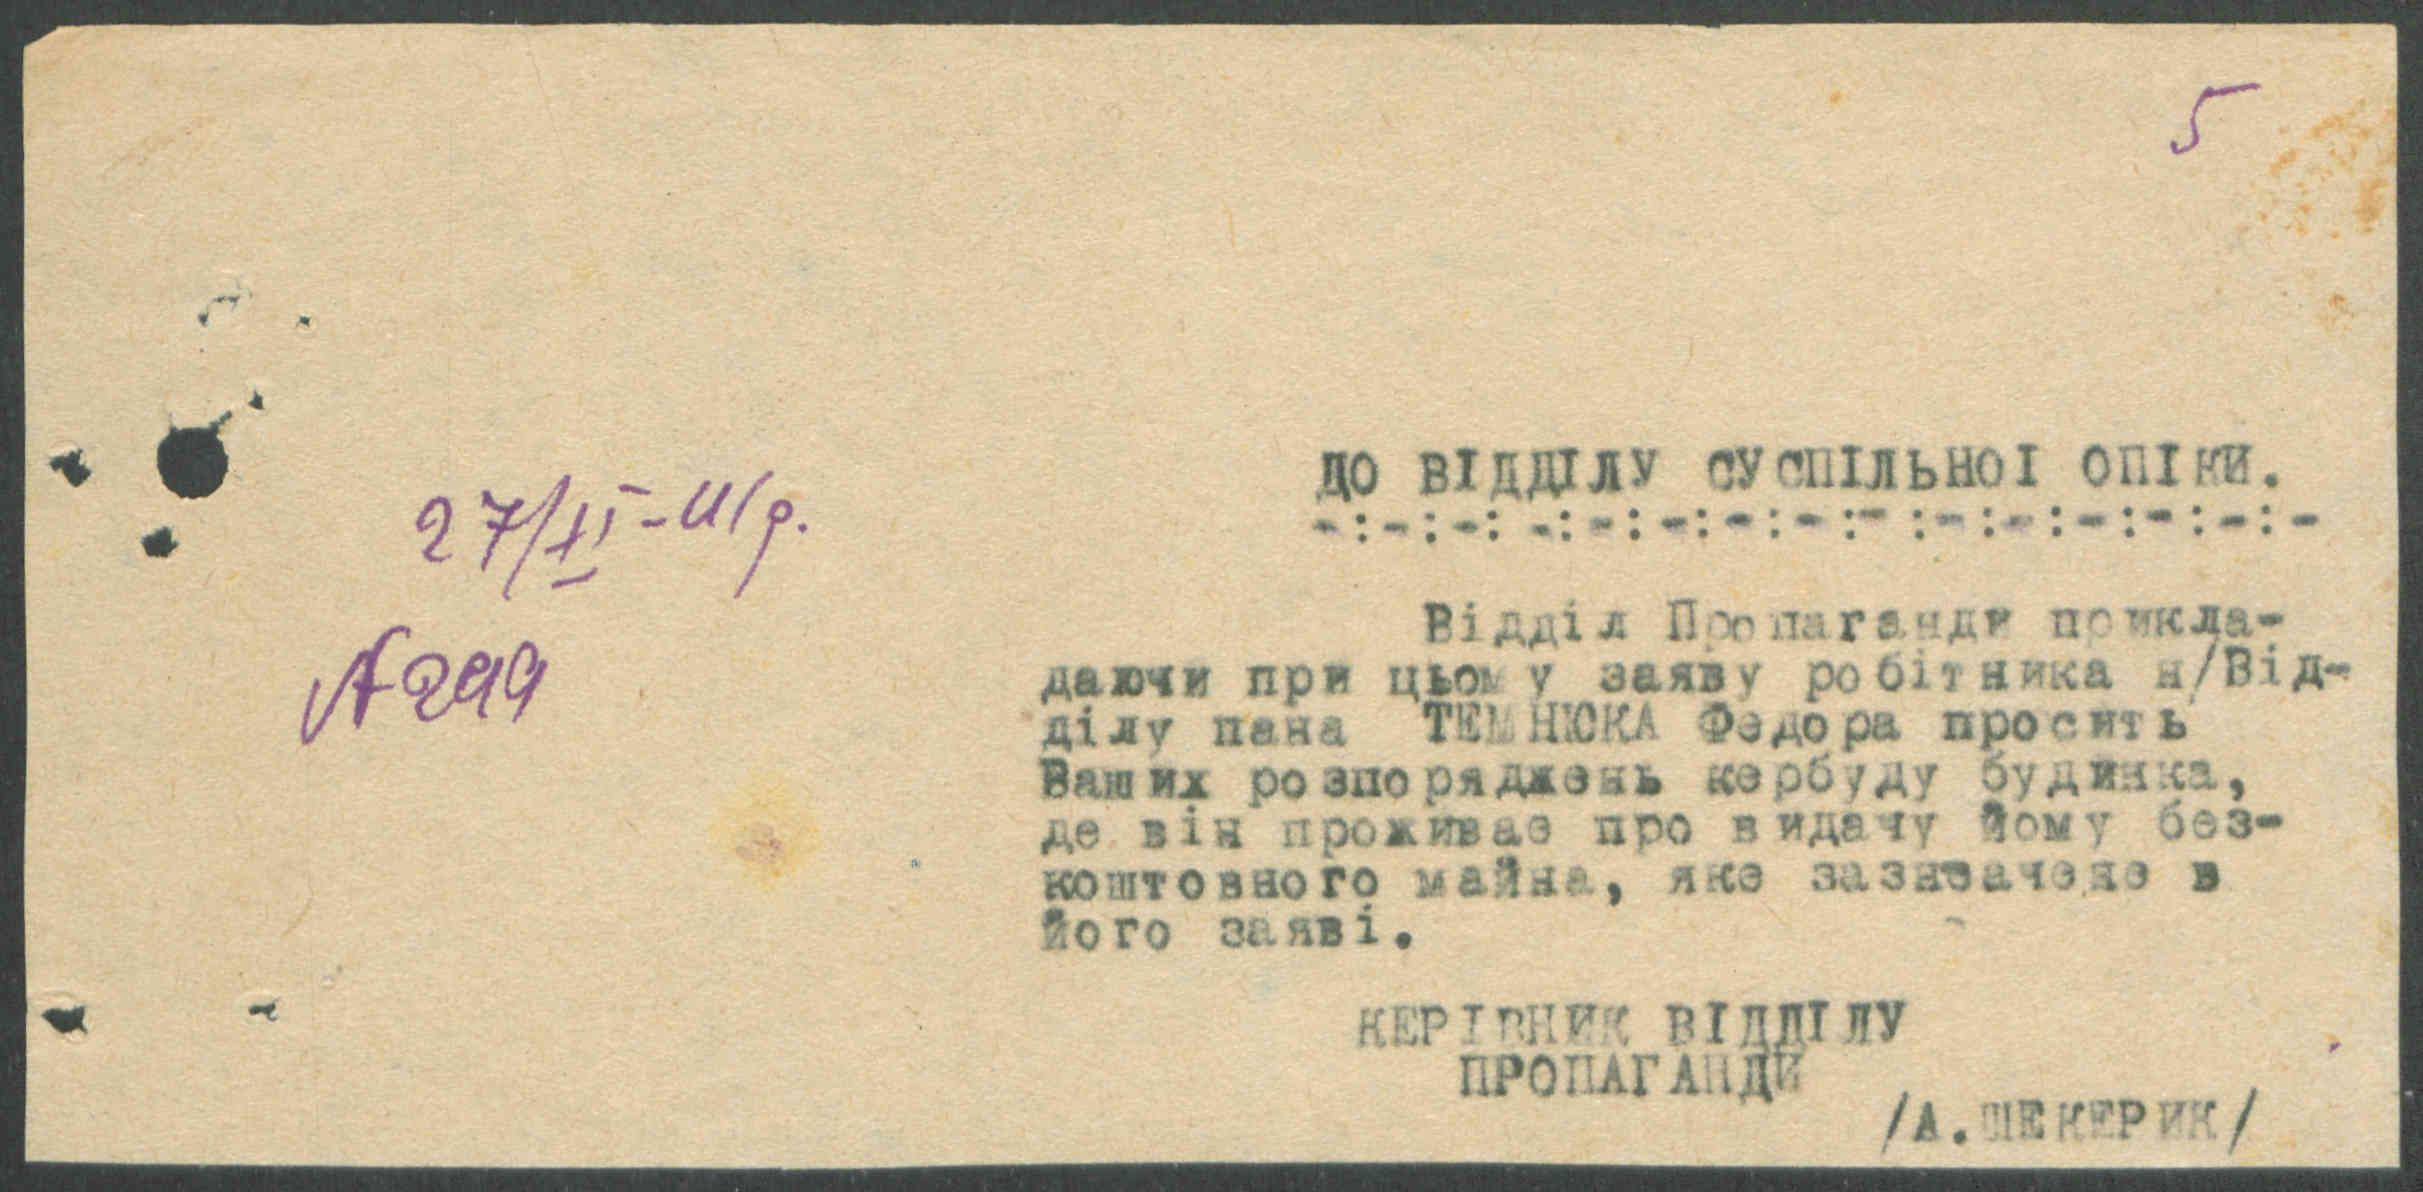 5
ДО ВІДДІЛУ СУСПІЛЬНОІ ОПІКИ.
-:-:-:-:-:-:-:-:-:-:-:-:-:-
27/XI-41р.
Відділ Пропаганди прикла-
даючи при цьому заяву робітника н/Від-
ділу пана ТЕМНЮКА Федора просить
Ваших розпоряджень кербуду будинка,
де він проживає про видачу йому без-
коштовного майна, яке зазначене в
його заяві.
КЕРІВНИК ВІДДІЛУ
ПРОПАГАНДИ
/А.ШЕКЕРИК/